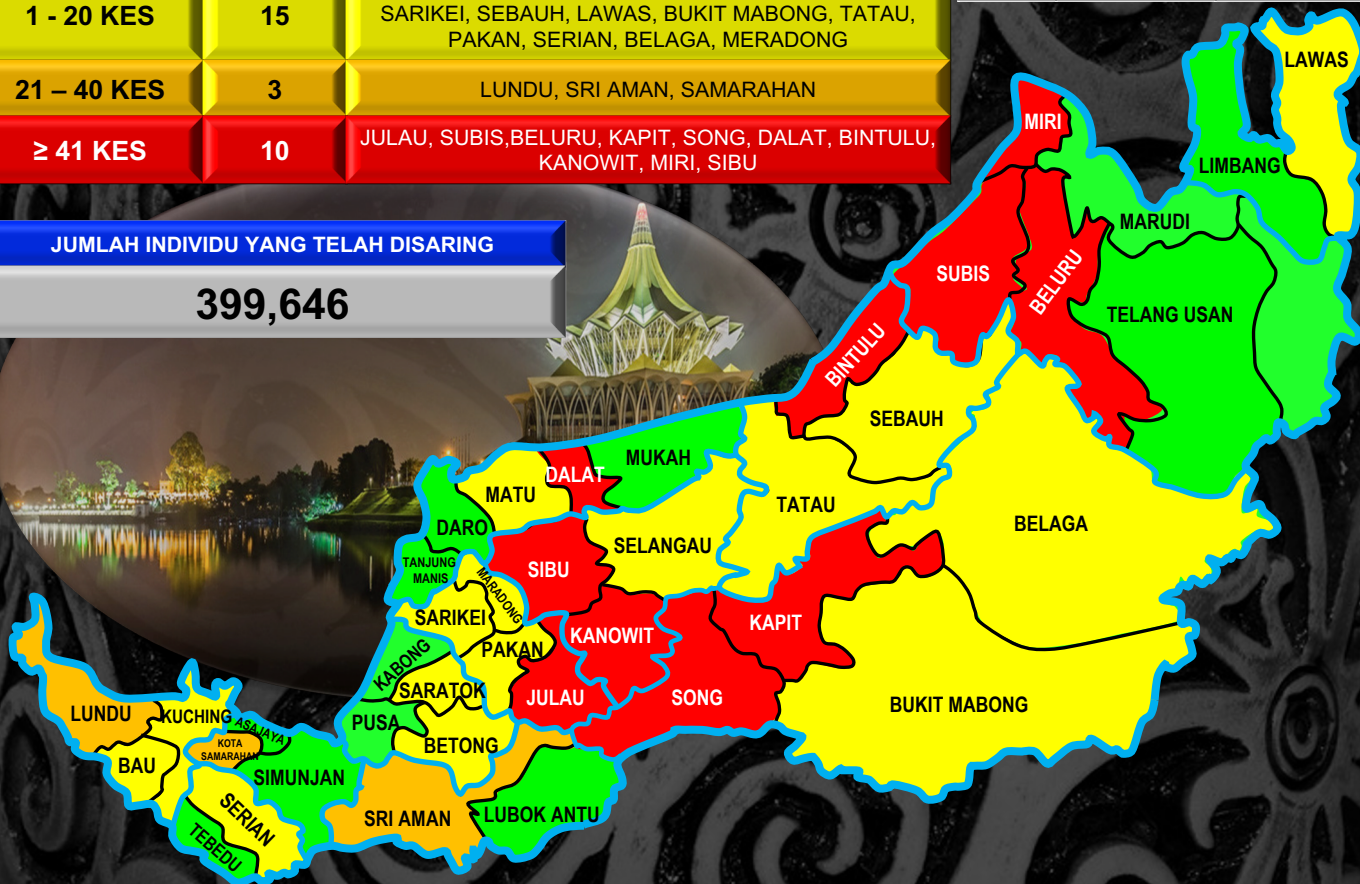 1 - 20 KES
15
SARIKEI, SEBAUH, LAWAS, BUKIT MABONG, TATAU,
PAKAN, SERIAN, BELAGA, MERADONG
21 – 40 KES
3
LUNDU, SRI AMAN, SAMARAHAN
≥ 41 KES
10
JULAU, SUBIS,BELURU, KAPIT, SONG, DALAT, BINTULU,
KANOWIT, MIRI, SIBU
JUMLAH INDIVIDU YANG TELAH DISARING
399,646
LAWAS
MIRI
LIMBANG
MARUDI
SUBIS
BELURU
TELANG USAN
BINTULU
SEBAUH
MUKAH
DALAT
MATU
TATAU
BELAGA
DARO
SELANGAU
TANJUNG
MANIS
SIBU
MARADONG
SARIKEI
KAPIT
KANOWIT
PAKAN
KABONG
SARATOK
JULAU
SONG
BUKIT MABONG
LUNDU
KUCHING
ASAJAYA
PUSA
KOTA
SAMARAHAN
BETONG
BAU
SIMUNJAN
SERIAN
SRI AMAN
LUBOK ANTU
TEBEDU